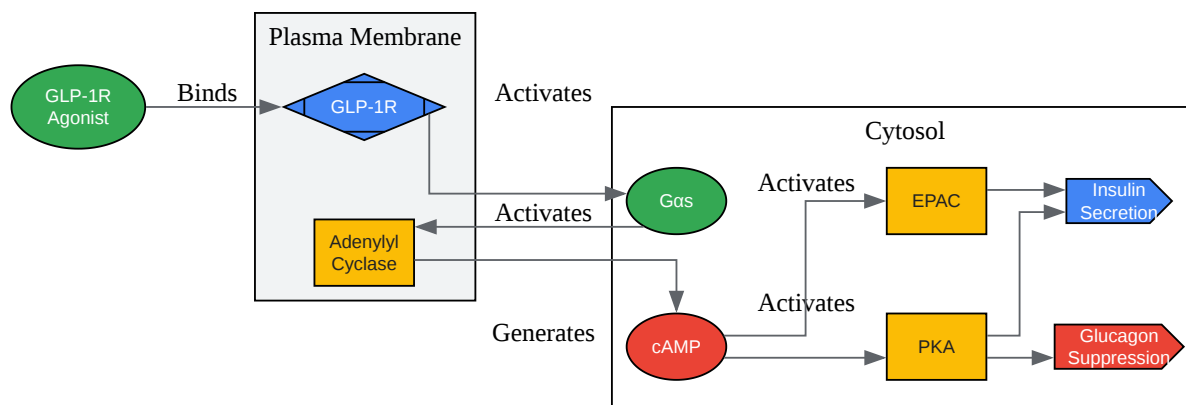 Plasma Membrane
GLP-1R
Agonist
Binds
GLP-1R
Activates
Cytosol
Activates
Gαs
EPAC
Insulin
Secretion
Activates
Adenylyl
Cyclase
Activates
Generates
cAMP
PKA
Glucagon
Suppression